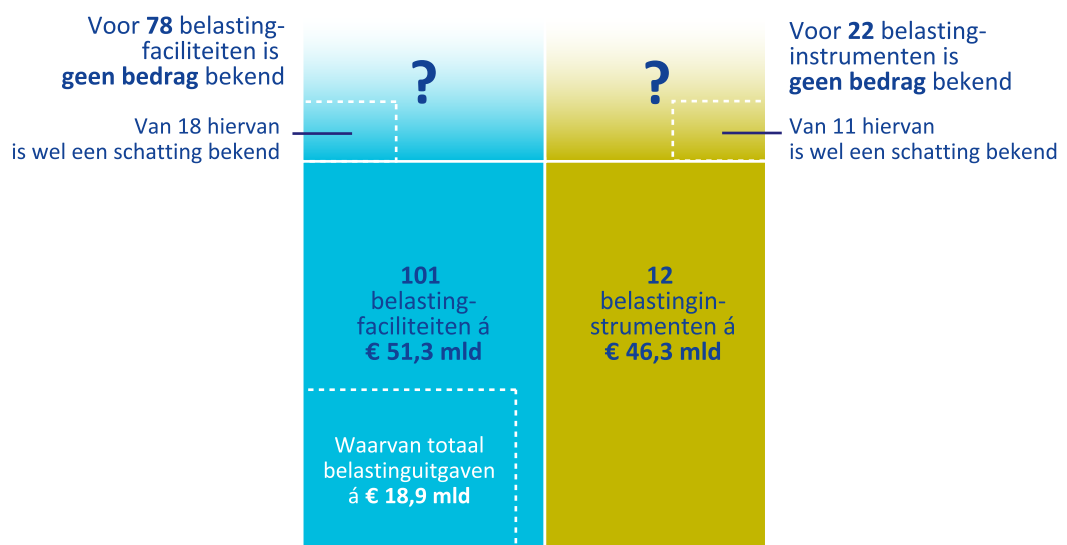 Voor 78 belasting-
faciliteiten is
geen bedrag bekend
Van 18 hiervan
is wel een schatting bekend
?
?
Voor 22 belasting-
instrumenten is
geen bedrag bekend
Van 11 hiervan
is wel een schatting bekend
101
belasting-
faciliteiten á
€ 51,3 mld
12
belastingin-
strumenten á
€ 46,3 mld
Waarvan totaal
belastinguitgaven
á € 18,9 mld